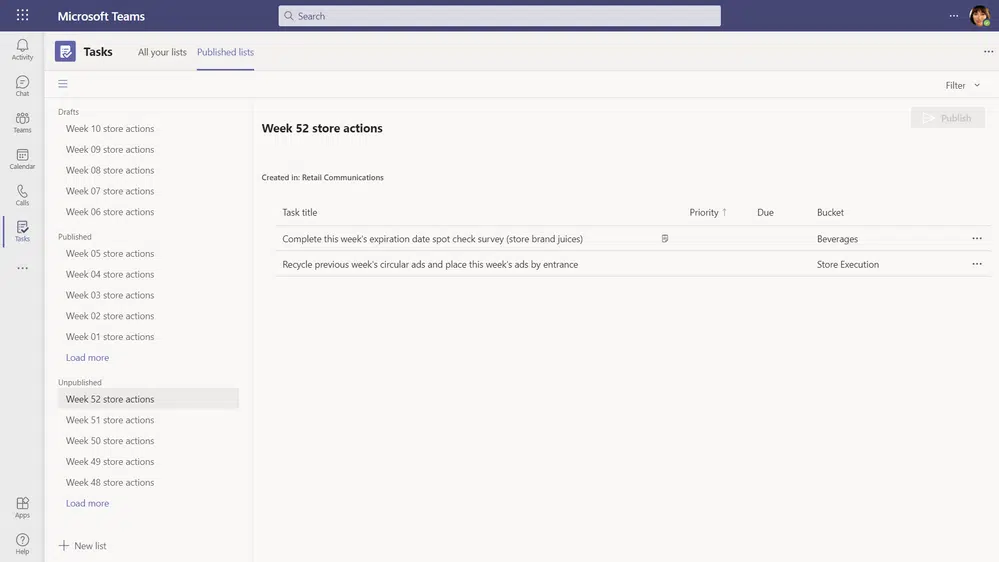 Microsoft Teams
Search
Activity
Chat
Teams
Calendar
Calls
Tasks
Apps
Help
Tasks
All your lists
Published lists
Filter
Drafts
Week 10 store actions
Week 09 store actions
Week 08 store actions
Week 07 store actions
Week 06 store actions
Published
Week 05 store actions
Week 04 store actions
Week 03 store actions
Week 02 store actions
Week 01 store actions
Load more
Unpublished
Week 52 store actions
Week 51 store actions
Week 50 store actions
Week 49 store actions
Week 48 store actions
Load more
New list
Week 52 store actions
Publish
Created in: Retail Communications
Task title Priority ↑ Due Bucket
Complete this week's expiration date spot check survey (store brand juices) Beverages
Recycle previous week's circular ads and place this week's ads by entrance Store Execution